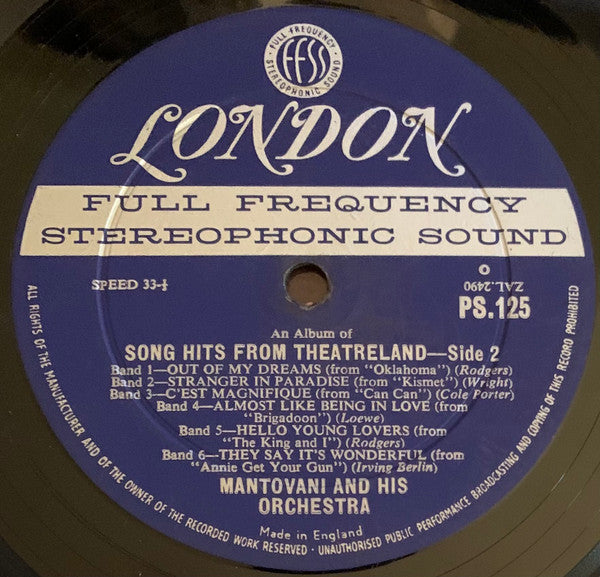 FULL FREQUENCY
FFSS
STEREOPHONIC SOUND
LONDON
FULL FREQUENCY
STEREOPHONIC SOUND
SPEED 33-⅓
ZAL.2490
PS.125
An Album of
SONG HITS FROM THEATRELAND—Side 2
Band 1—OUT OF MY DREAMS (from "Oklahoma") (Rodgers)
Band 2—STRANGER IN PARADISE (from "Kismet") (Wright)
Band 3—C'EST MAGNIFIQUE (from "Can Can") (Cole Porter)
Band 4—ALMOST LIKE BEING IN LOVE (from
"Brigadoon") (Loewe)
Band 5—HELLO YOUNG LOVERS (from
"The King and I") (Rodgers)
Band 6—THEY SAY IT'S WONDERFUL (from
"Annie Get Your Gun") (Irving Berlin)
MANTOVANI AND HIS
ORCHESTRA
Made in England
ALL RIGHTS OF THE MANUFACTURER AND OF THE OWNER OF THE RECORDED WORK RESERVED · UNAUTHORISED PUBLIC PERFORMANCE BROADCASTING AND COPYING OF THIS RECORD PROHIBITED